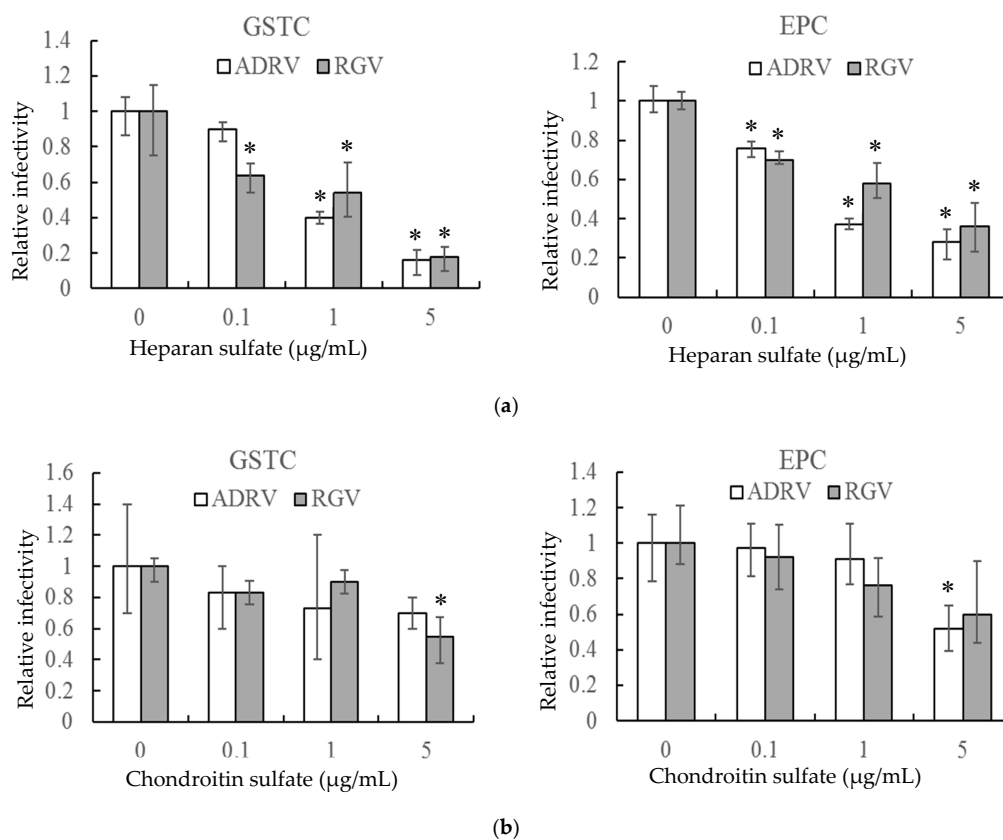 GSTC
ADRV RGV
Relative infectivity
1.4
1.2
1
0.8
0.6
0.4
0.2
0
* * * * *
0 0.1 1 5
Heparan sulfate (µg/mL)
EPC
ADRV RGV
Relative infectivity
1.2
1
0.8
0.6
0.4
0.2
0
* * * * * *
0 0.1 1 5
Heparan sulfate (µg/mL)
(a)
GSTC
ADRV RGV
Relative infectivity
1.6
1.4
1.2
1
0.8
0.6
0.4
0.2
0
*
0 0.1 1 5
Chondroitin sulfate (µg/mL)
EPC
ADRV RGV
Relative infectivity
1.4
1.2
1
0.8
0.6
0.4
0.2
0
*
0 0.1 1 5
Chondroitin sulfate (µg/mL)
(b)